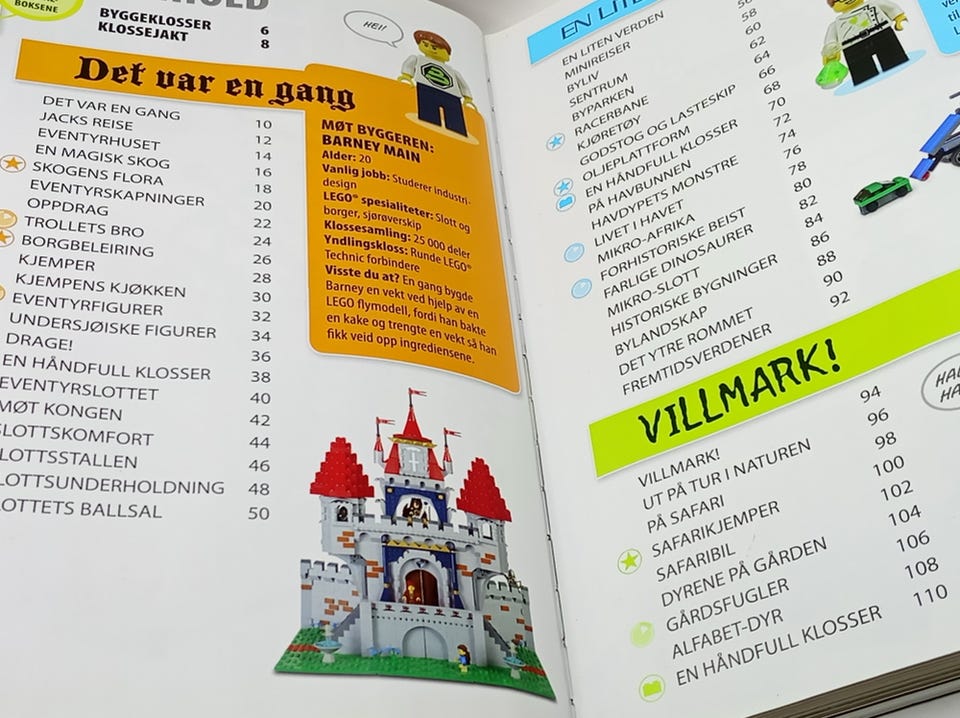 BOKSENE
BYGGEKLOSSER 6
KLOSSEJAKT 8
HEI!
Det var en gang
DET VAR EN GANG 10
JACKS REISE 12
EVENTYRHUSET 14
EN MAGISK SKOG 16
SKOGENS FLORA 18
EVENTYRSKAPNINGER 20
OPPDRAG 22
TROLLETS BRO 24
BORGBELEIRING 26
KJEMPER 28
KJEMPENS KJØKKEN 30
EVENTYRFIGURER 32
UNDERSJØISKE FIGURER 34
DRAGE! 36
EN HÅNDFULL KLOSSER 38
EVENTYRSLOTTET 40
MØT KONGEN 42
SLOTTSKOMFORT 44
LOTTSSTALLEN 46
LOTTSUNDERHOLDNING 48
OTTETS BALLSAL 50
MØT BYGGEREN:
BARNEY MAIN
Alder: 20
Vanlig jobb: Studerer industri-
design
LEGO® spesialiteter: Slott og
borger, sjørøverskip
Klossesamling: 25 000 deler
Yndlingskloss: Runde LEGO®
Technic forbindere
Visste du at? En gang bygde
Barney en vekt ved hjelp av en
LEGO flymodell, fordi han bakte
en kake og trengte en vekt så han
fikk veid opp ingrediensene.
EN LITE
EN LITEN VERDEN
MINIREISER
BYLIV 56
SENTRUM 58
BYPARKEN 60
RACERBANE 62
KJØRETØY 64
GODSTOG OG LASTESKIP 66
OLJEPLATTFORM 68
EN HÅNDFULL KLOSSER 70
PÅ HAVBUNNEN 72
HAVDYPETS MONSTRE 74
LIVET I HAVET 76
MIKRO-AFRIKA 78
FORHISTORISKE BEIST 80
FARLIGE DINOSAURER 82
MIKRO-SLOTT 84
HISTORISKE BYGNINGER 86
BYLANDSKAP 88
DET YTRE ROMMET 90
FREMTIDSVERDENER 92
VILLMARK!
VILLMARK! 94
UT PÅ TUR I NATUREN 96
PÅ SAFARI 98
SAFARIKJEMPER 100
SAFARIBIL 102
DYRENE PÅ GÅRDEN 104
GÅRDSFUGLER 106
ALFABET-DYR 108
EN HÅNDFULL KLOSSER 110